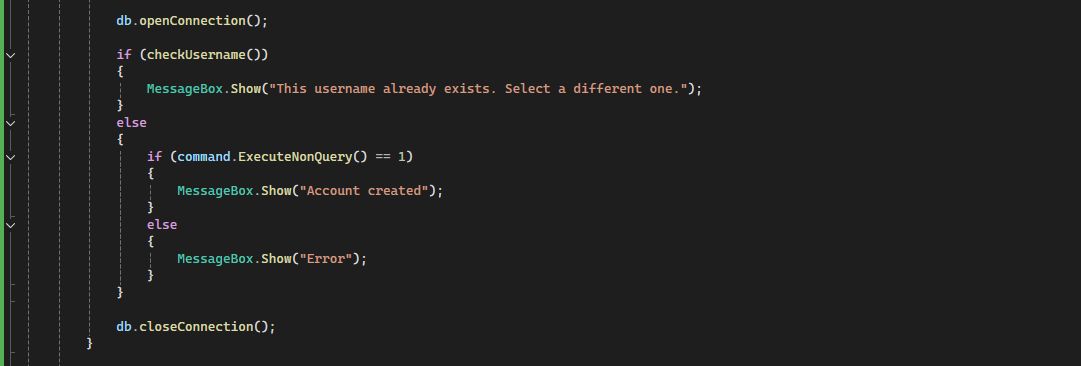 db.openConnection();
if (checkUsername())
{
MessageBox.Show("This username already exists. Select a different one.");
}
else
{
if (command.ExecuteNonQuery() == 1)
{
MessageBox.Show("Account created");
}
else
{
MessageBox.Show("Error");
}
}
db.closeConnection();
}